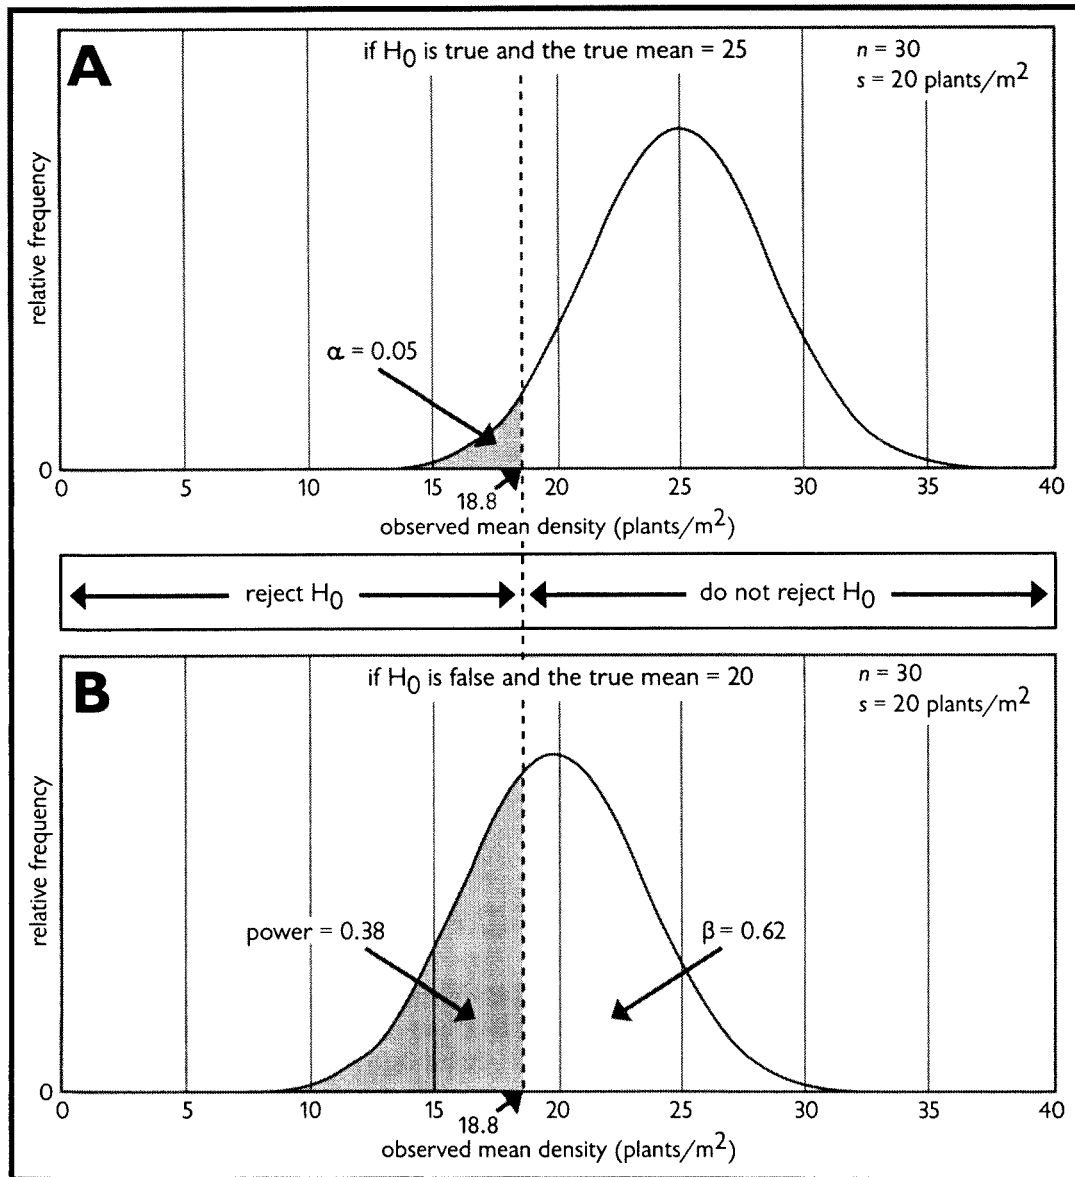 A
if H0 is true and the true mean = 25
n = 30
s = 20 plants/m2
relative frequency
α = 0.05
0
0 5 10 15 20 25 30 35 40
18.8
observed mean density (plants/m2)
reject H0
do not reject H0
B
if H0 is false and the true mean = 20
n = 30
s = 20 plants/m2
relative frequency
power = 0.38
β = 0.62
0
0 5 10 15 20 25 30 35 40
18.8
observed mean density (plants/m2)